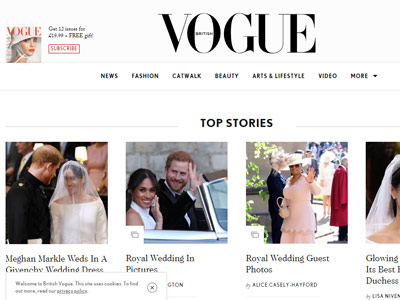 VOGUE
Get 12 issues for
£19.99 + FREE gift!
SUBSCRIBE
VOGUE
BRITISH
NEWS FASHION CATWALK BEAUTY ARTS & LIFESTYLE VIDEO MORE
TOP STORIES
Meghan Markle Weds In A
Givenchy Wedding Dress
Royal Wedding In
Pictures
INGTON
Royal Wedding Guest
Photos
by ALICE CASELY-HAYFORD
Glowing
Its Best
Duchess
by LISA NIVEN
Welcome to British Vogue. This site uses cookies. To find
out more, read our privacy policy.